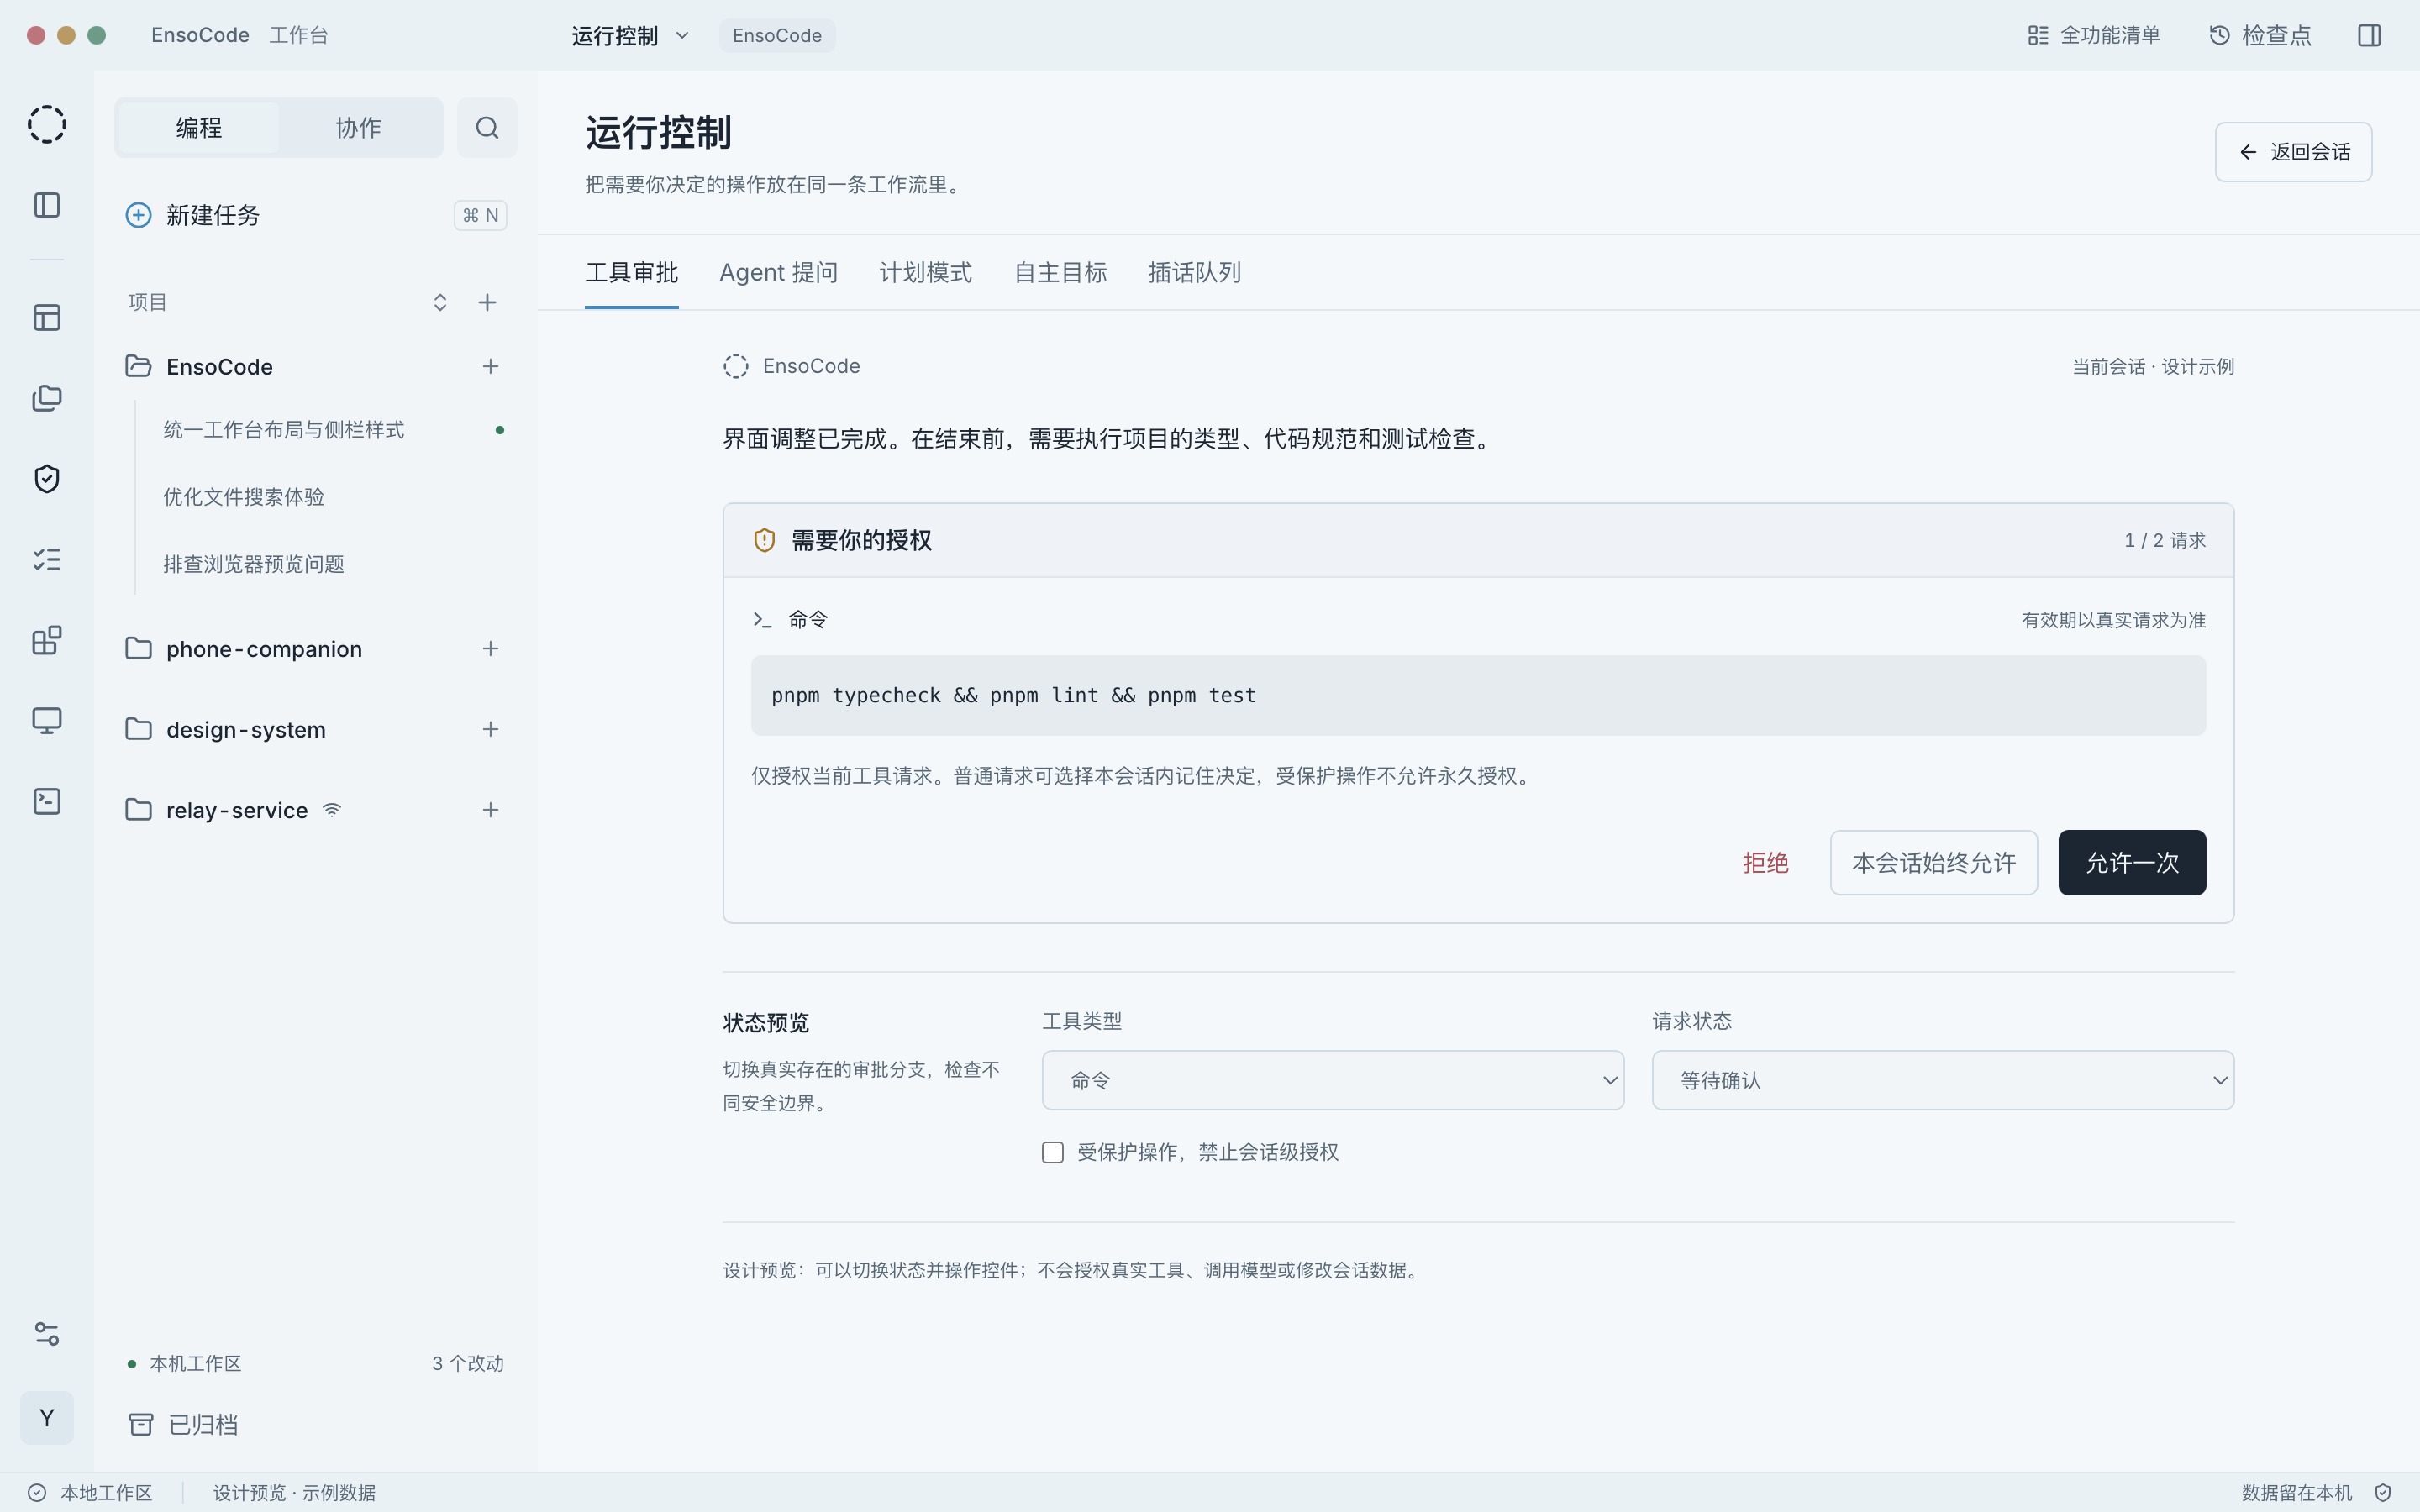 EnsoCode 工作台
运行控制 EnsoCode
全功能清单 检查点
编程 协作
新建任务 ⌘ N
项目
EnsoCode
统一工作台布局与侧栏样式
优化文件搜索体验
排查浏览器预览问题
phone-companion
design-system
relay-service
本机工作区 3 个改动
Y
已归档
运行控制
把需要你决定的操作放在同一条工作流里。
返回会话
工具审批 Agent 提问 计划模式 自主目标 插话队列
EnsoCode 当前会话 · 设计示例
界面调整已完成。在结束前，需要执行项目的类型、代码规范和测试检查。
需要你的授权 1 / 2 请求
命令 有效期以真实请求为准
pnpm typecheck && pnpm lint && pnpm test
仅授权当前工具请求。普通请求可选择本会话内记住决定，受保护操作不允许永久授权。
拒绝 本会话始终允许 允许一次
状态预览
切换真实存在的审批分支，检查不
同安全边界。
工具类型 请求状态
命令 等待确认
受保护操作，禁止会话级授权
设计预览：可以切换状态并操作控件；不会授权真实工具、调用模型或修改会话数据。
本地工作区 设计预览 · 示例数据 数据留在本机